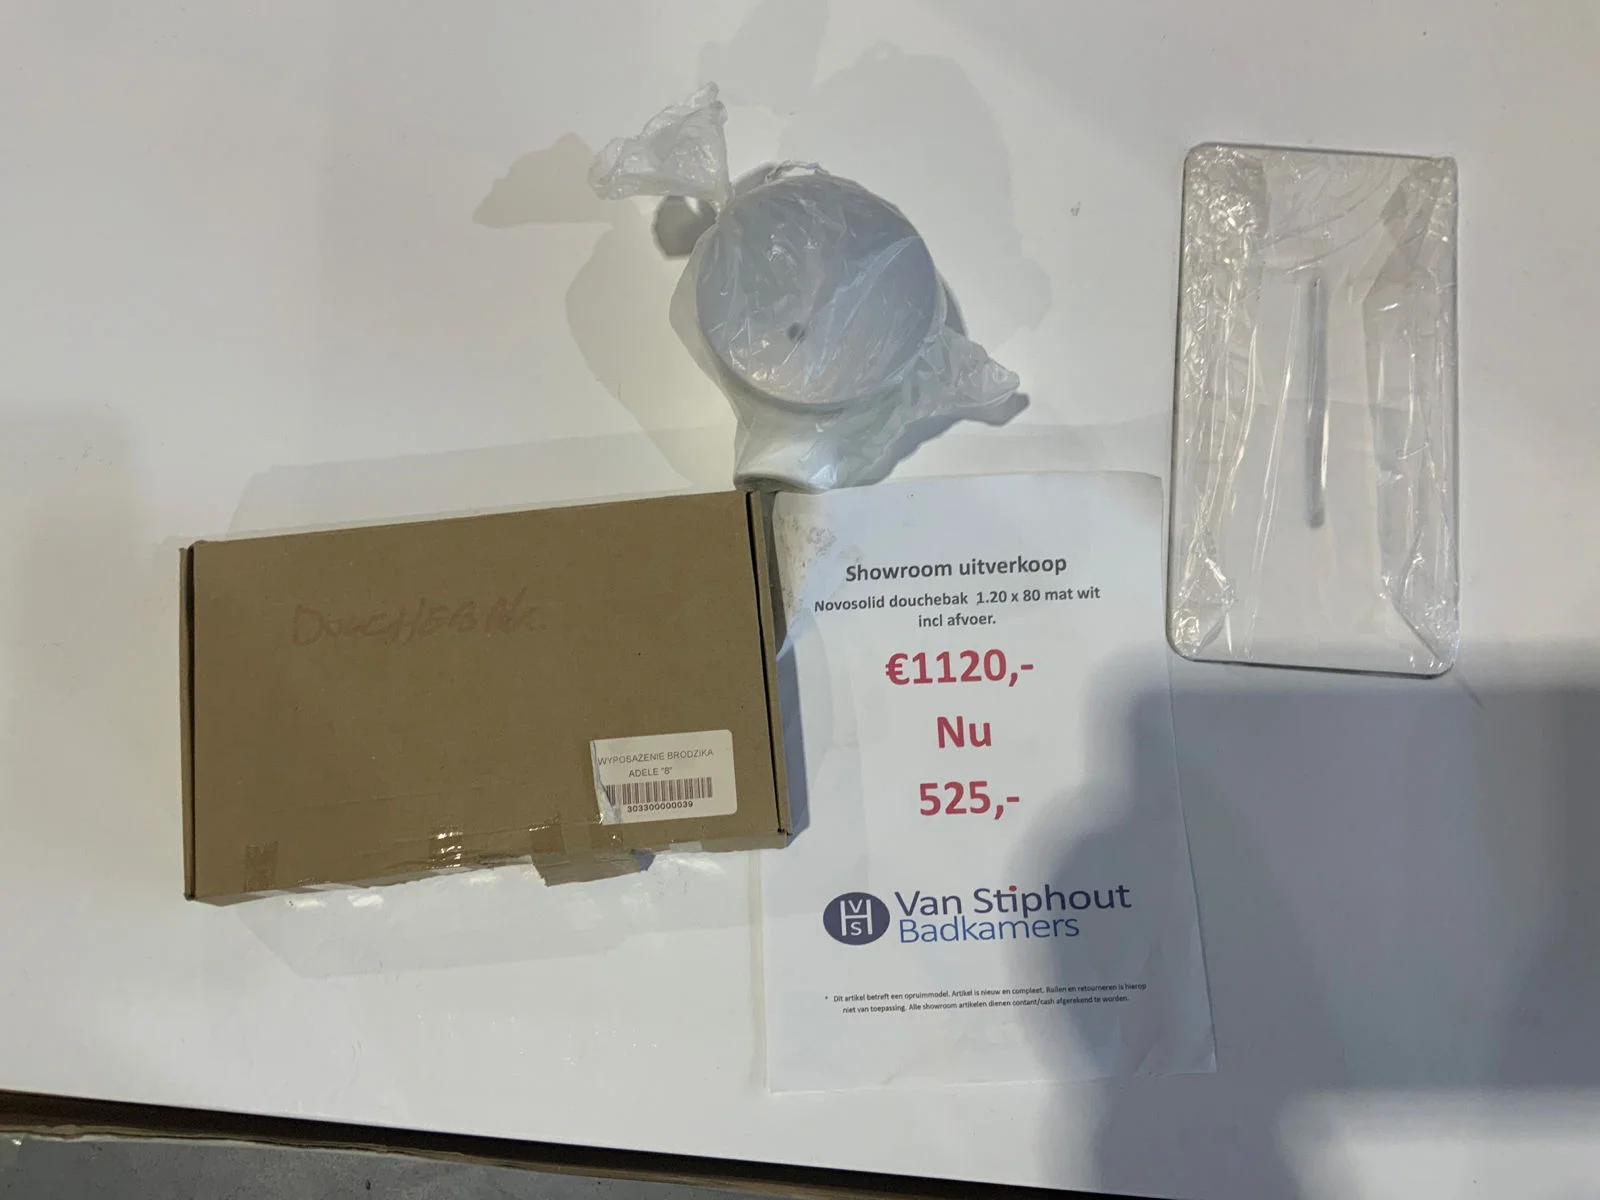 DOUCHEBAK.
WYPOSAŻENIE BRODZIKA
ADELE "8"
303300000039
Showroom uitverkoop
Novosolid douchebak 1.20 x 80 mat wit
incl afvoer.
€1120,-
Nu
525,-
VHS
Van Stiphout
Badkamers
* Dit artikel betreft een opruimmodel. Artikel is nieuw en compleet. Ruilen en retourneren is hierop
niet van toepassing. Alle showroom artikelen dienen contant/cash afgerekend te worden.